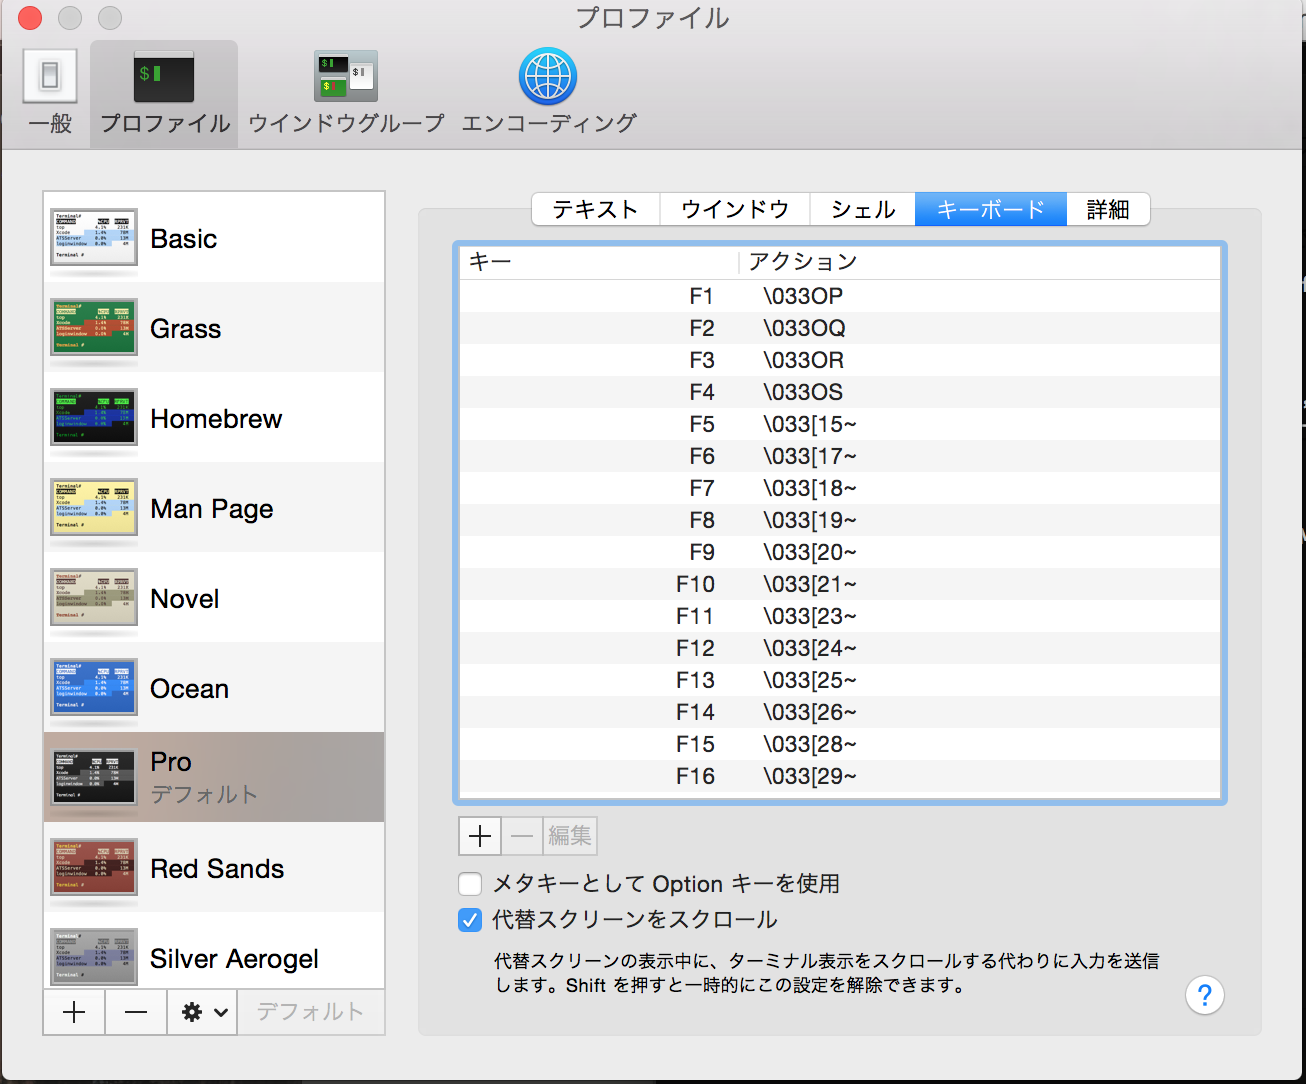 プロファイル
一般
プロファイル
ウインドウグループ
エンコーディング
Basic
Grass
Homebrew
Man Page
Novel
Ocean
Pro
デフォルト
Red Sands
Silver Aerogel
デフォルト
テキスト
ウインドウ
シェル
キーボード
詳細
キー アクション
F1 \033OP
F2 \033OQ
F3 \033OR
F4 \033OS
F5 \033[15~
F6 \033[17~
F7 \033[18~
F8 \033[19~
F9 \033[20~
F10 \033[21~
F11 \033[23~
F12 \033[24~
F13 \033[25~
F14 \033[26~
F15 \033[28~
F16 \033[29~
編集
メタキーとして Option キーを使用
代替スクリーンをスクロール
代替スクリーンの表示中に、ターミナル表示をスクロールする代わりに入力を送信
します。Shift を押すと一時的にこの設定を解除できます。
?